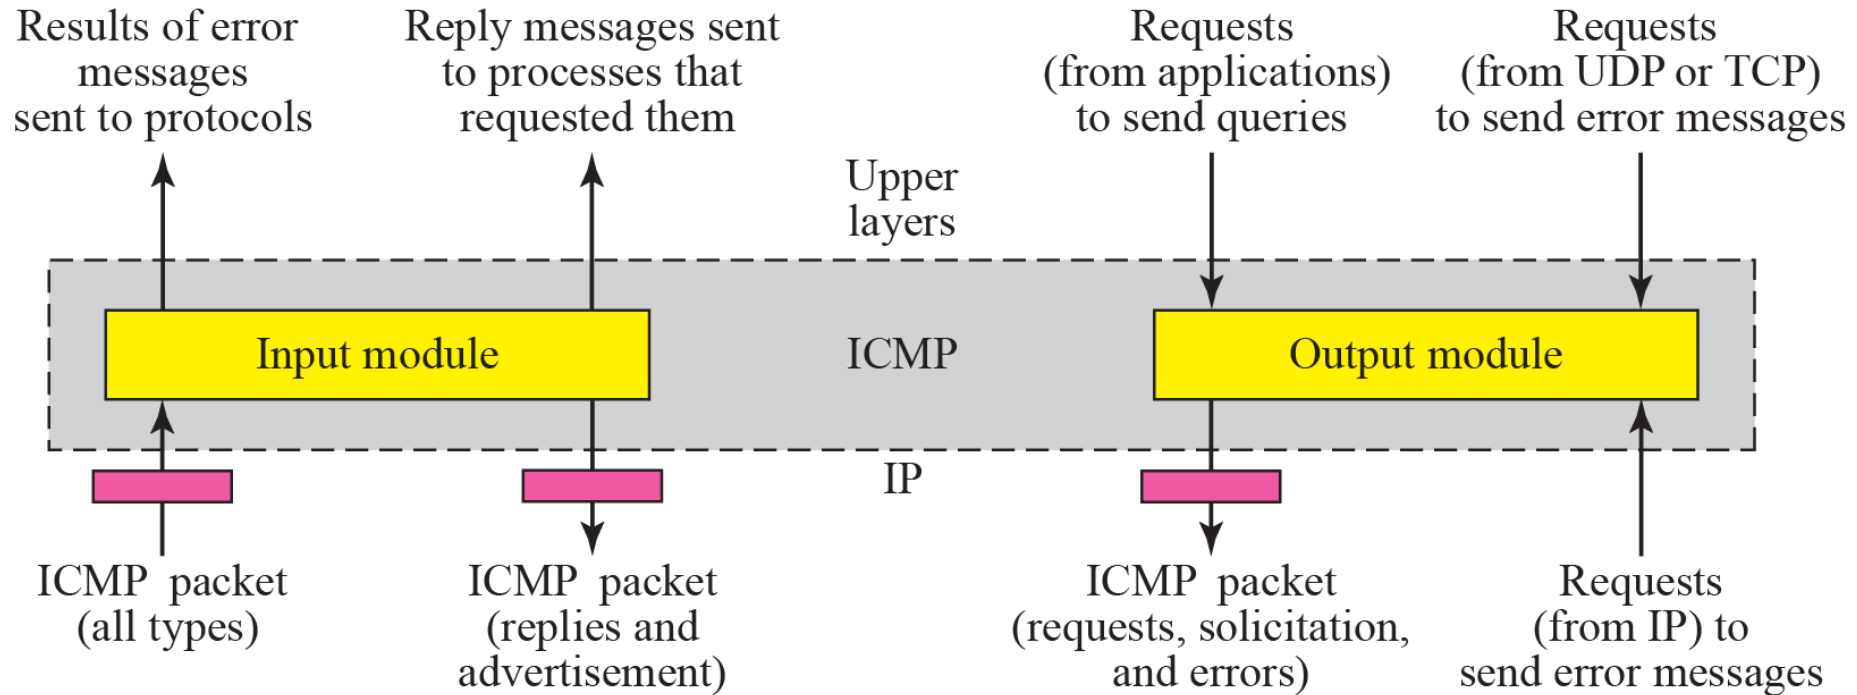 Results of error
messages
sent to protocols
Reply messages sent
to processes that
requested them
Requests
(from applications)
to send queries
Requests
(from UDP or TCP)
to send error messages
Upper
layers
Input module
ICMP
Output module
IP
ICMP packet
(all types)
ICMP packet
(replies and
advertisement)
ICMP packet
(requests, solicitation,
and errors)
Requests
(from IP) to
send error messages